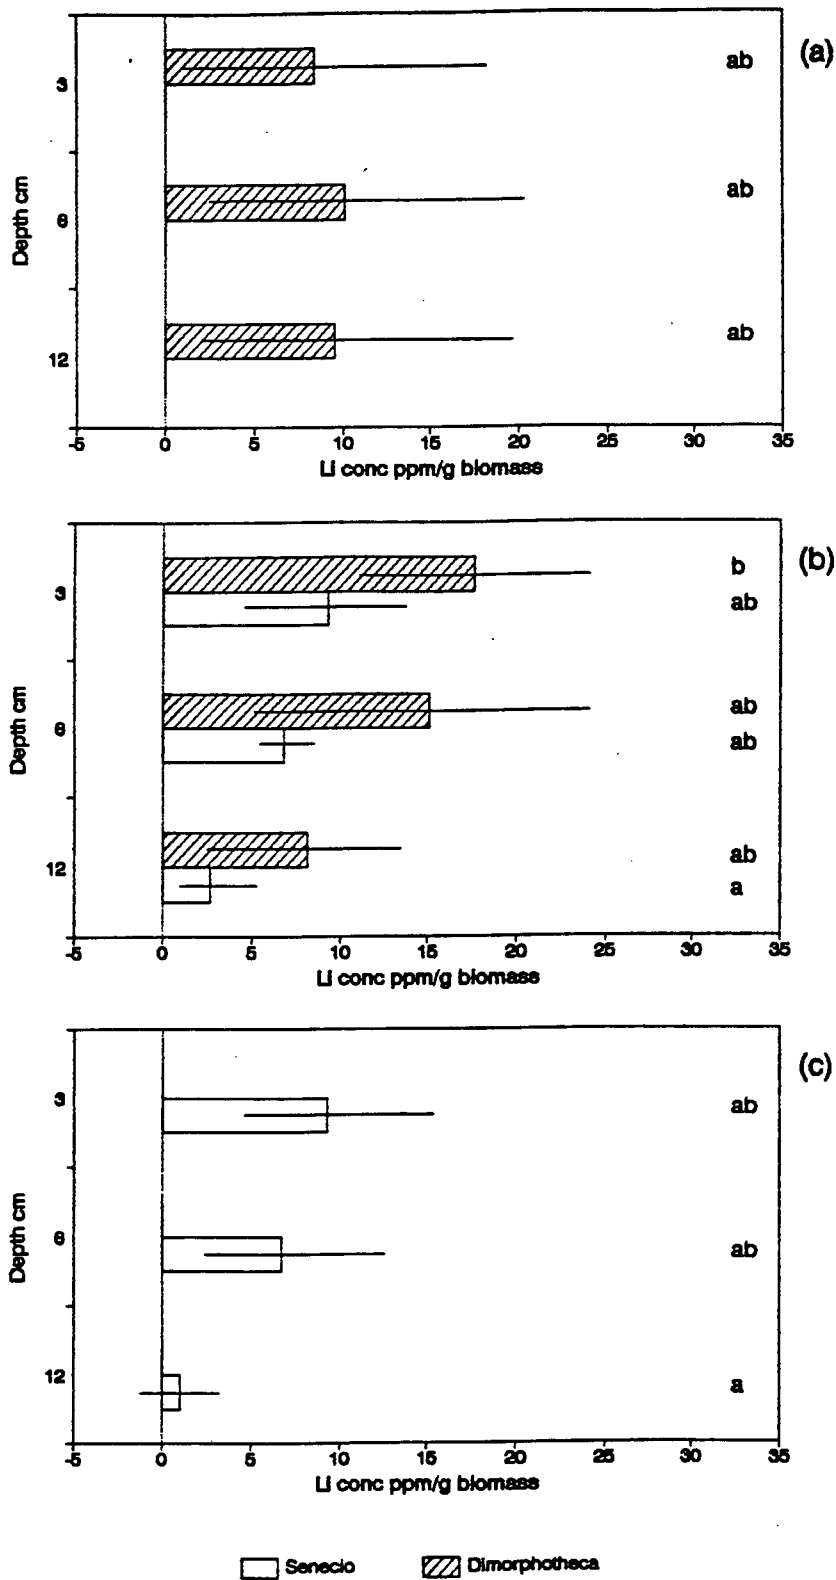 (a)
ab
3
ab
6
ab
12
Depth cm
-5 0 5 10 15 20 25 30 35
Li conc ppm/g biomass
(b)
b
3
ab
ab
6
ab
ab
12
a
Depth cm
-5 0 5 10 15 20 25 30 35
Li conc ppm/g biomass
(c)
3
ab
6
ab
12
a
Depth cm
-5 0 5 10 15 20 25 30 35
Li conc ppm/g biomass
Senecio Dimorphotheca